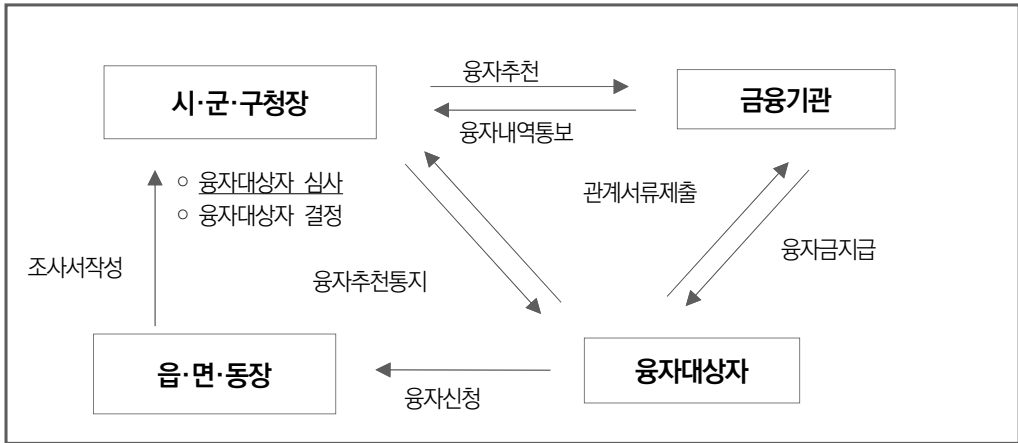 융자추천
시·군·구청장
금융기관
융자내역통보
○ 융자대상자 심사
관계서류제출
○ 융자대상자 결정
융자금지급
조사서작성
융자추천통지
읍·면·동장
융자대상자
융자신청